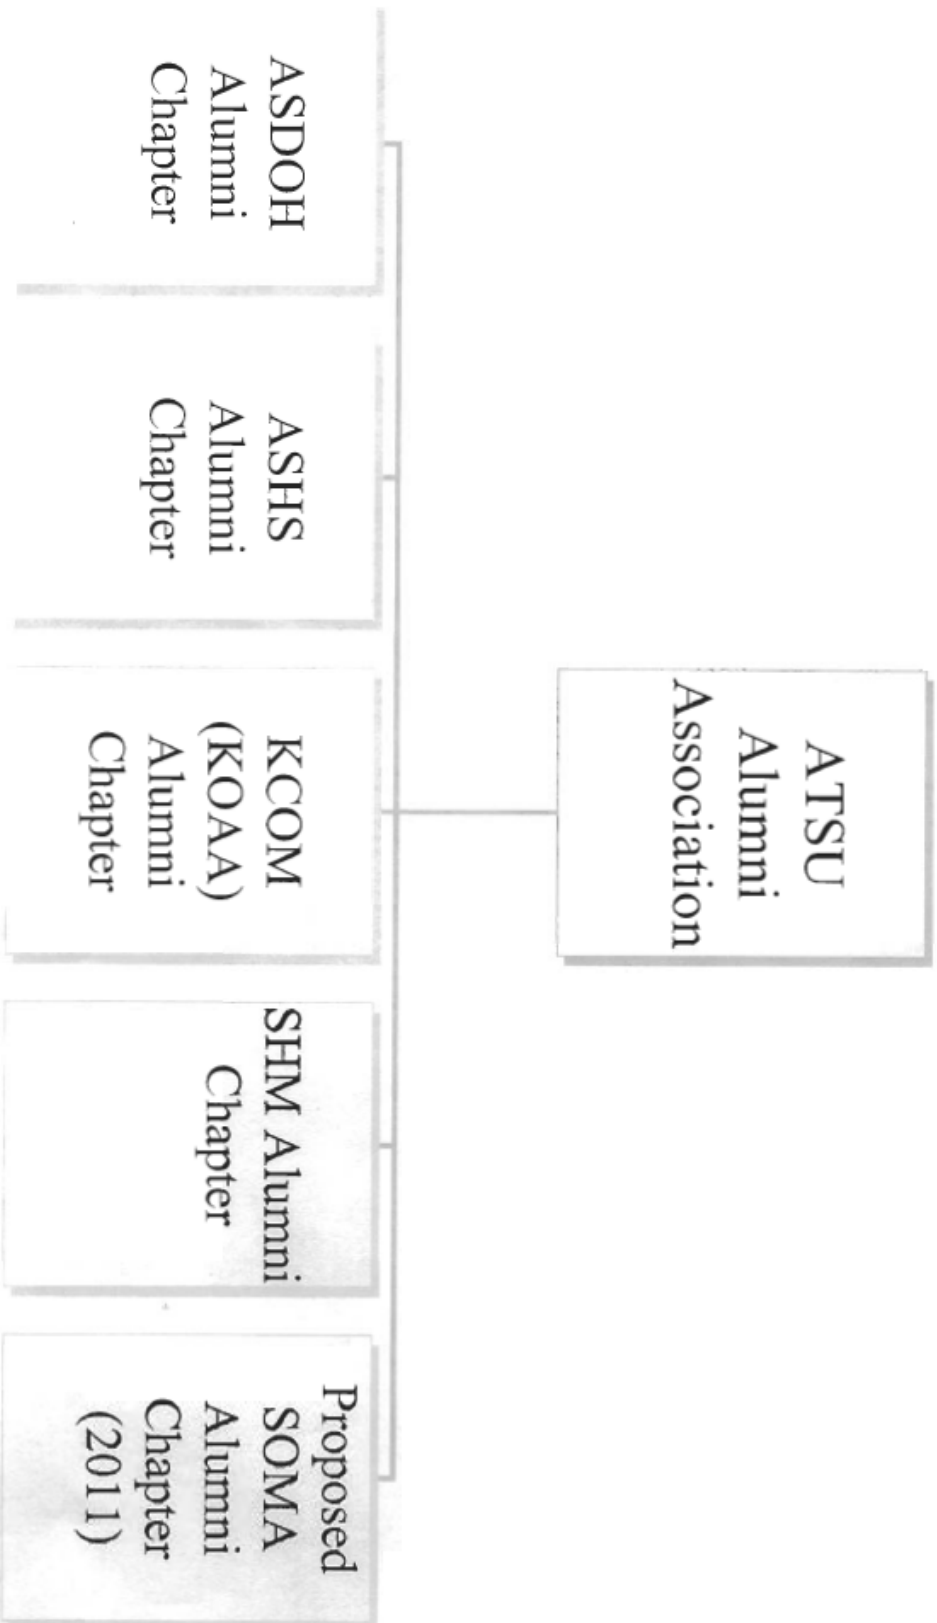 ATSU
Alumni
Association
ASDOH
Alumni
Chapter
ASHS
Alumni
Chapter
KCOM
(KOAA)
Alumni
Chapter
SHM Alumni
Chapter
Proposed
SOMA
Alumni
Chapter
(2011)